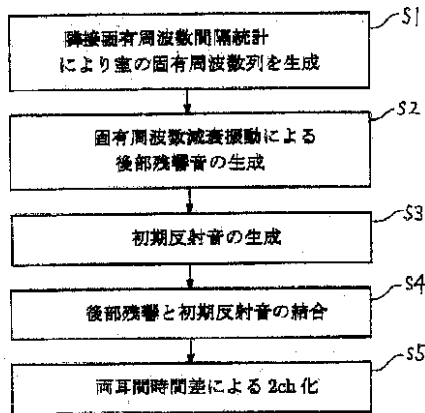 S1
隣接固有周波数間隔統計
により室の固有周波数列を生成
S2
固有周波数減衰振動による
後部残響音の生成
S3
初期反射音の生成
S4
後部残響と初期反射音の結合
S5
両耳間時間差による 2ch 化